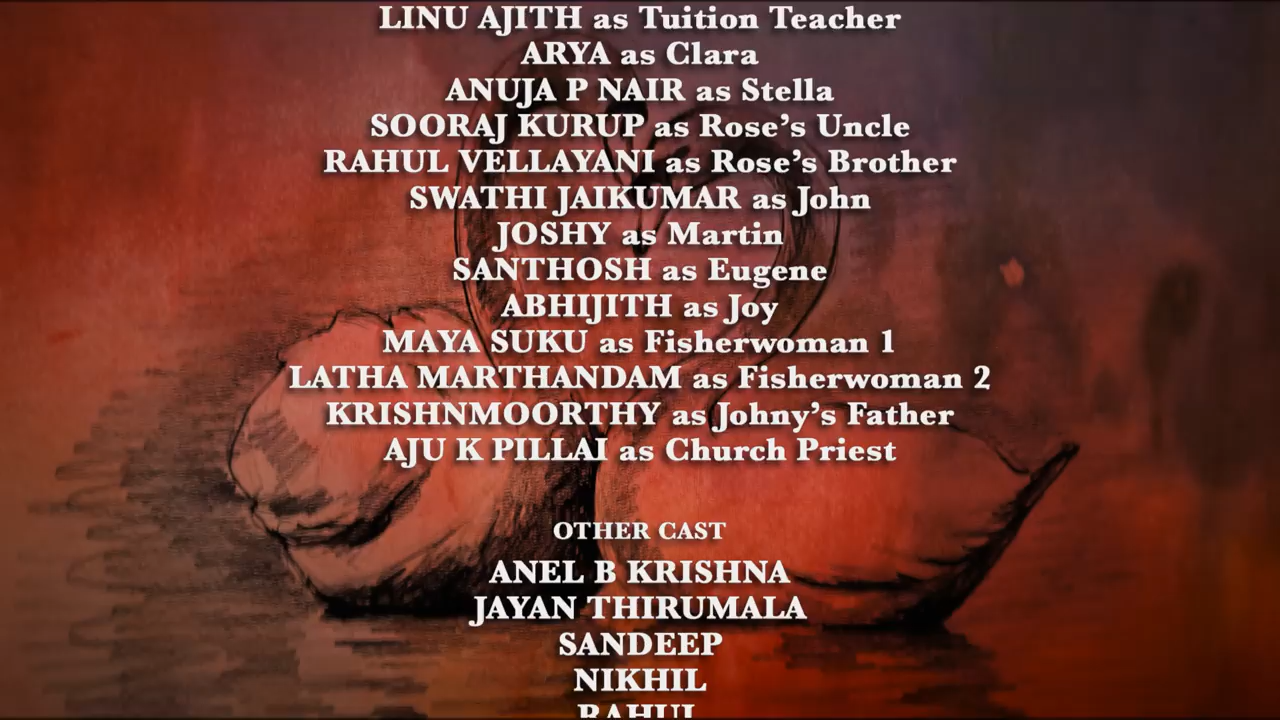 LINU AJITH as Tuition Teacher
ARYA as Clara
ANUJA P NAIR as Stella
SOORAJ KURUP as Rose's Uncle
RAHUL VELLAYANI as Rose's Brother
SWATHI JAIKUMAR as John
JOSHY as Martin
SANTHOSH as Eugene
ABHIJITH as Joy
MAYA SUKU as Fisherwoman 1
LATHA MARTHANDAM as Fisherwoman 2
KRISHNMOORTHY as Johny's Father
AJU K PILLAI as Church Priest
OTHER CAST
ANEL B KRISHNA
JAYAN THIRUMALA
SANDEEP
NIKHIL
RAHUL